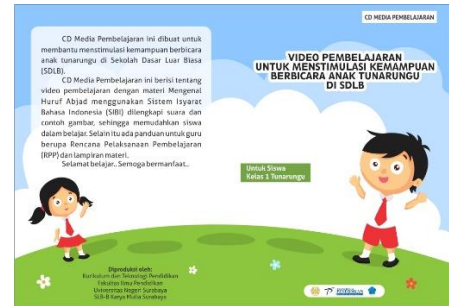 CD Media Pembelajaran ini dibuat untuk
membantu menstimulasi kemampuan berbicara
anak tunarungu di Sekolah Dasar Luar Biasa
(SDLB).
CD Media Pembelajaran ini berisi tentang
video pembelajaran dengan materi Mengenal
Huruf Abjad menggunakan Sistem Isyarat
Bahasa Indonesia (SIBI) dilengkapi suara dan
contoh gambar, sehingga memudahkan siswa
dalam belajar. Selain itu ada panduan untuk guru
berupa Rencana Pelaksanaan Pembelajaran
(RPP) dan lampiran materi.
Selamat belajar.. Semoga bermanfaat..
Diproduksi oleh:
Kurikulum dan Teknologi Pendidikan
Fakultas Ilmu Pendidikan
Universitas Negeri Surabaya
SLB-B Karya Mulia Surabaya
CD MEDIA PEMBELAJARAN
VIDEO PEMBELAJARAN
UNTUK MENSTIMULASI KEMAMPUAN
BERBICARA ANAK TUNARUNGU
DI SDLB
Untuk Siswa
Kelas 1 Tunarungu